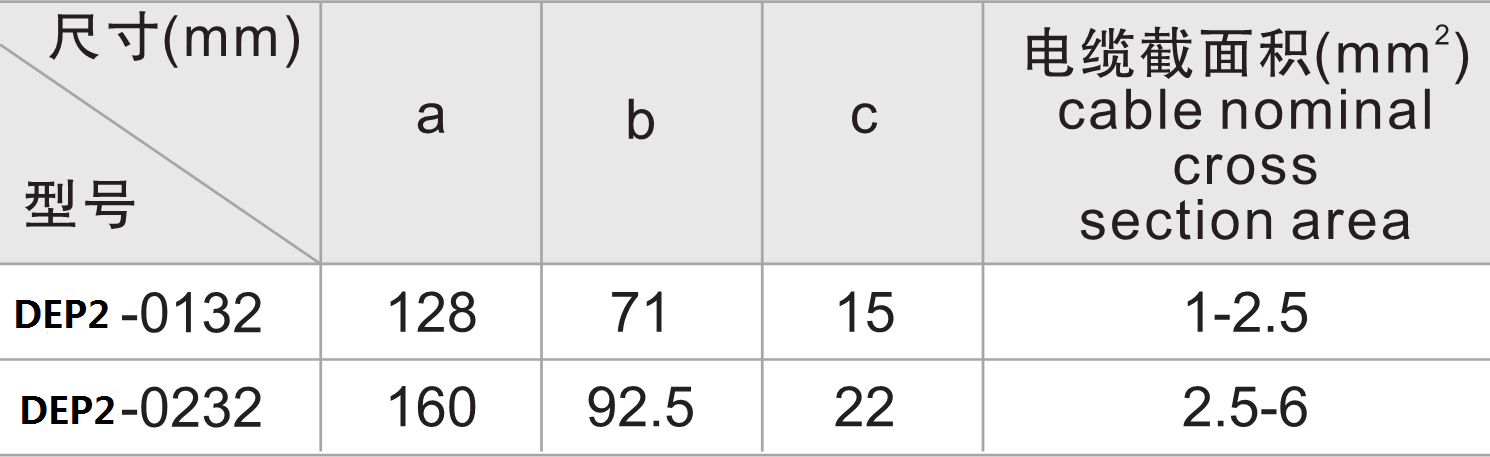 尺寸(mm)
型号
a
b
c
电缆截面积(mm²)
cable nominal
cross
section area
DEP2 -0132 128 71 15 1-2.5
DEP2 -0232 160 92.5 22 2.5-6